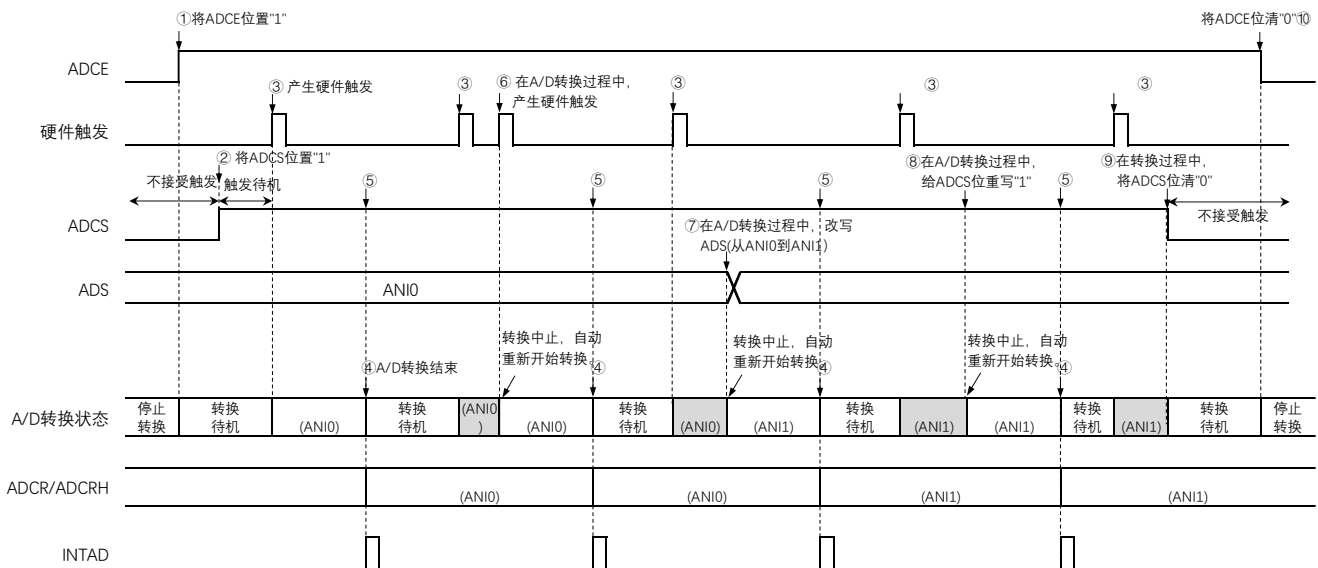 ①将ADCE位置"1"
将ADCE位清"0"⑩
ADCE
③ 产生硬件触发
③
⑥ 在A/D转换过程中,
产生硬件触发
③
③
③
硬件触发
② 将ADCS位置"1"
不接受触发
触发待机
⑤
⑤
⑤
⑧在A/D转换过程中,
给ADCS位重写"1"
⑤
⑨在转换过程中,
将ADCS位清"0"
不接受触发
ADCS
⑦在A/D转换过程中, 改写
ADS(从ANI0到ANI1)
ADS
ANI0
转换中止, 自动
重新开始转换。
转换中止, 自动
重新开始转换。
转换中止, 自动
重新开始转换。
④A/D转换结束
④
④
④
A/D转换状态
停止
转换
转换
待机
(ANI0)
转换
待机
(ANI0
)
(ANI0)
转换
待机
(ANI0)
(ANI1)
转换
待机
(ANI1)
(ANI1)
转换
待机
(ANI1)
转换
待机
停止
转换
ADCR/ADCRH
(ANI0)
(ANI0)
(ANI1)
(ANI1)
INTAD